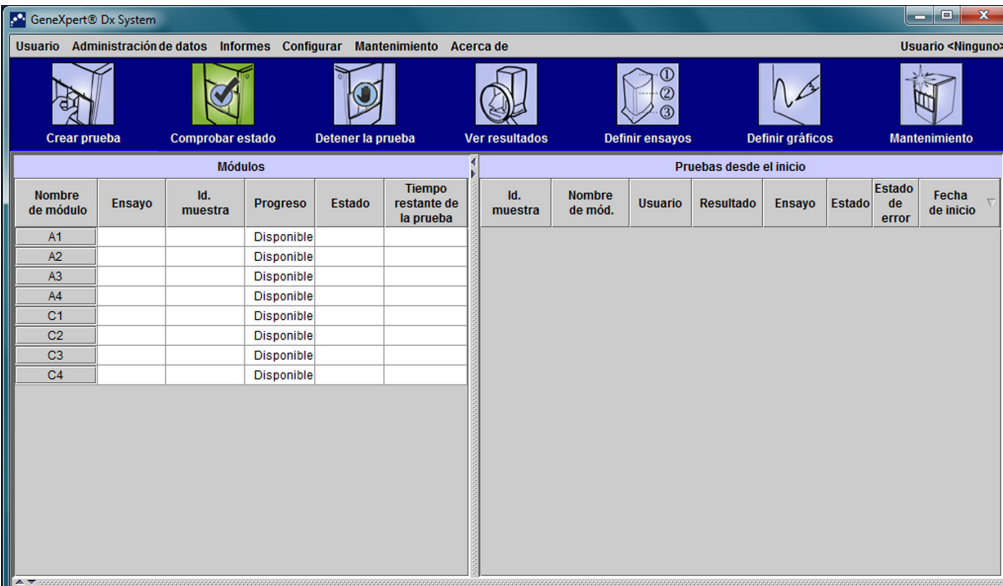 GeneXpert® Dx System
Usuario Administración de datos Informes Configurar Mantenimiento Acerca de Usuario <Ninguno>
Crear prueba Comprobar estado Detener la prueba Ver resultados Definir ensayos Definir gráficos Mantenimiento
Módulos
Nombre de módulo Ensayo Id. muestra Progreso Estado Tiempo restante de la prueba
A1 Disponible
A2 Disponible
A3 Disponible
A4 Disponible
C1 Disponible
C2 Disponible
C3 Disponible
C4 Disponible
Pruebas desde el inicio
Id. muestra Nombre de mód. Usuario Resultado Ensayo Estado Estado de error Fecha de inicio